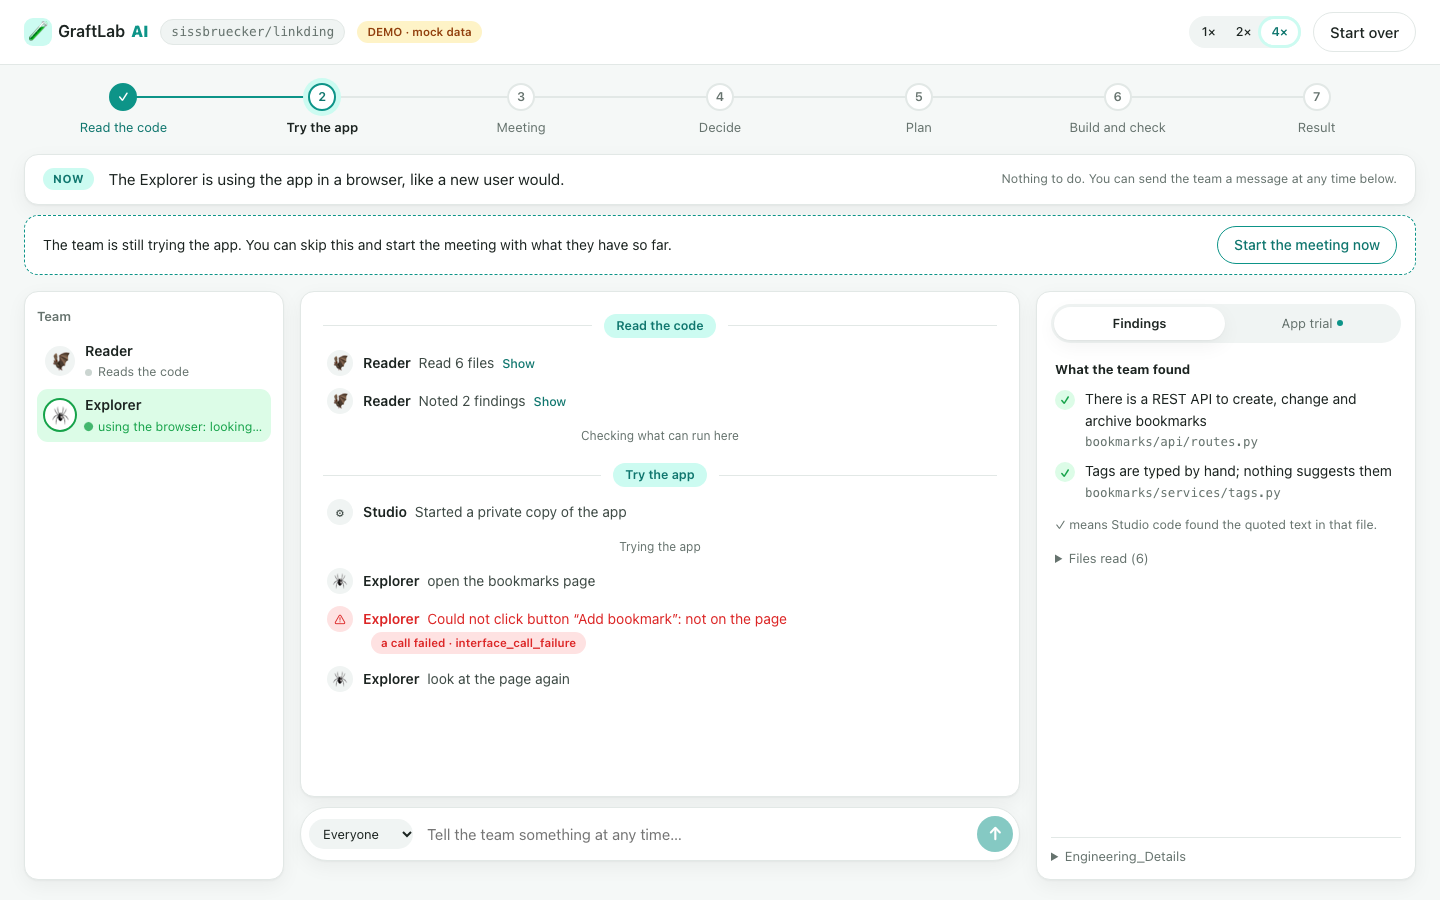 GraftLab AI
sissbruecker/linkding
DEMO · mock data
1× 2× 4×
Start over
✓ 2 3 4 5 6 7
Read the code
Try the app
Meeting
Decide
Plan
Build and check
Result
NOW
The Explorer is using the app in a browser, like a new user would.
Nothing to do. You can send the team a message at any time below.
The team is still trying the app. You can skip this and start the meeting with what they have so far.
Start the meeting now
Team
Reader
Reads the code
Explorer
using the browser: looking...
Read the code
Reader Read 6 files Show
Reader Noted 2 findings Show
Checking what can run here
Try the app
Studio Started a private copy of the app
Trying the app
Explorer open the bookmarks page
Explorer Could not click button “Add bookmark”: not on the page
a call failed · interface_call_failure
Explorer look at the page again
Everyone
Tell the team something at any time...
Findings
App trial
What the team found
There is a REST API to create, change and
archive bookmarks
bookmarks/api/routes.py
Tags are typed by hand; nothing suggests them
bookmarks/services/tags.py
✓ means Studio code found the quoted text in that file.
Files read (6)
Engineering_Details